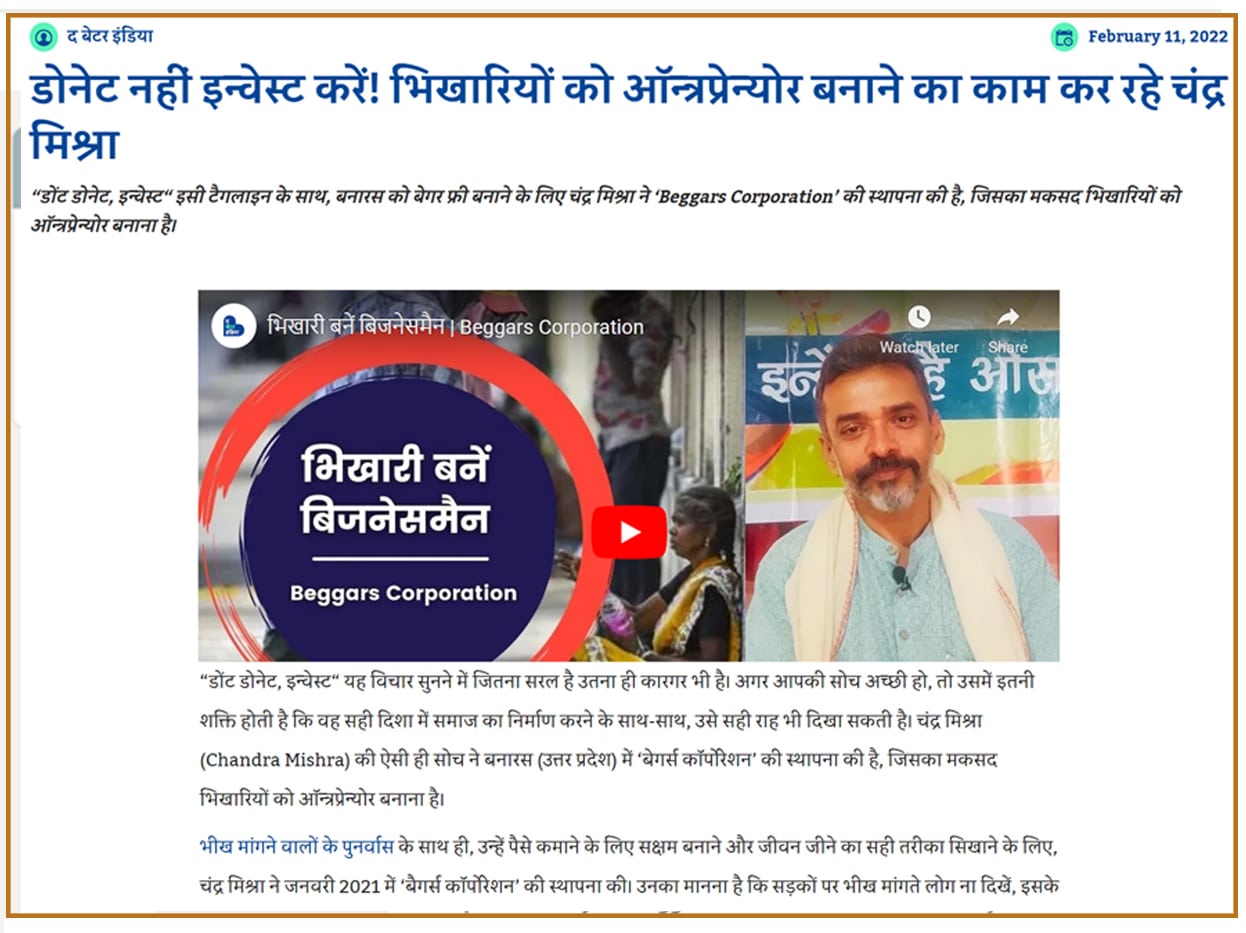 द बेटर इंडिया
February 11, 2022
डोनेट नहीं इन्वेस्ट करें! भिखारियों को ऑन्त्रप्रेन्योर बनाने का काम कर रहे चंद्र
मिश्रा
“डोंट डोनेट, इन्वेस्ट“ इसी टैगलाइन के साथ, बनारस को बेगर फ्री बनाने के लिए चंद्र मिश्रा ने ‘Beggars Corporation’ की स्थापना की है, जिसका मकसद भिखारियों को
ऑन्त्रप्रेन्योर बनाना है।
भिखारी बनें बिजनेसमैन | Beggars Corporation
Watch later
Share
भिखारी बनें
बिजनेसमैन
Beggars Corporation
“डोंट डोनेट, इन्वेस्ट“ यह विचार सुनने में जितना सरल है उतना ही कारगर भी है। अगर आपकी सोच अच्छी हो, तो उसमें इतनी
शक्ति होती है कि वह सही दिशा में समाज का निर्माण करने के साथ-साथ, उसे सही राह भी दिखा सकती है। चंद्र मिश्रा
(Chandra Mishra) की ऐसी ही सोच ने बनारस (उत्तर प्रदेश) में ‘बेगर्स कॉर्पोरेशन’ की स्थापना की है, जिसका मकसद
भिखारियों को ऑन्त्रप्रेन्योर बनाना है।
भीख मांगने वालों के पुनर्वास के साथ ही, उन्हें पैसे कमाने के लिए सक्षम बनाने और जीवन जीने का सही तरीका सिखाने के लिए,
चंद्र मिश्रा ने जनवरी 2021 में ‘बैगर्स कॉर्पोरेशन’ की स्थापना की। उनका मानना है कि सड़कों पर भीख मांगते लोग ना दिखें, इसके